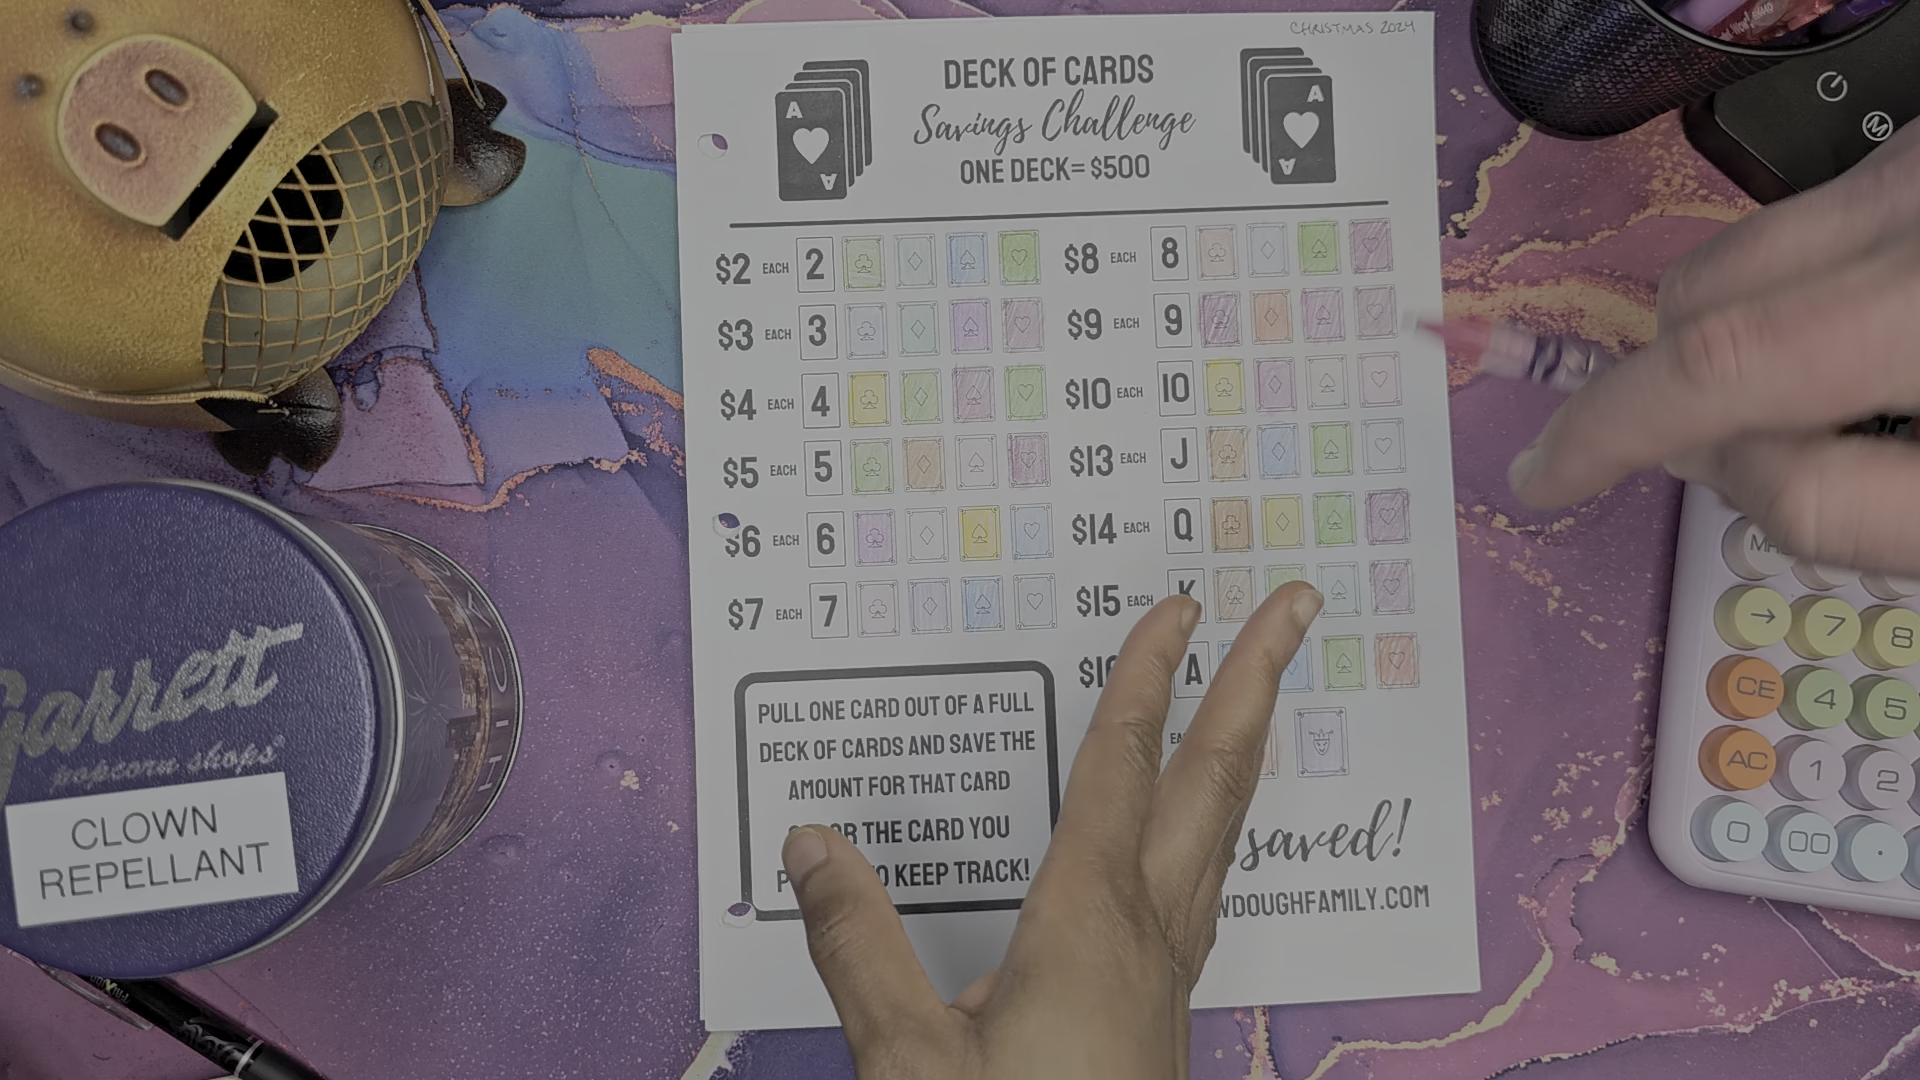 CHRISTMAS 2024
DECK OF CARDS
Savings Challenge
ONE DECK= $500
A A
A A
$2 EACH 2
$3 EACH 3
$4 EACH 4
$5 EACH 5
$6 EACH 6
$7 EACH 7
$8 EACH 8
$9 EACH 9
$10 EACH 10
$13 EACH J
$14 EACH Q
$15 EACH K
A
PULL ONE CARD OUT OF A FULL
DECK OF CARDS AND SAVE THE
AMOUNT FOR THAT CARD
THE CARD YOU
KEEP TRACK!
saved!
Garrett
popcorn shops
CLOWN
REPELLANT
M
→ 7 8
CE 4 5
AC 1 2
0 00 .